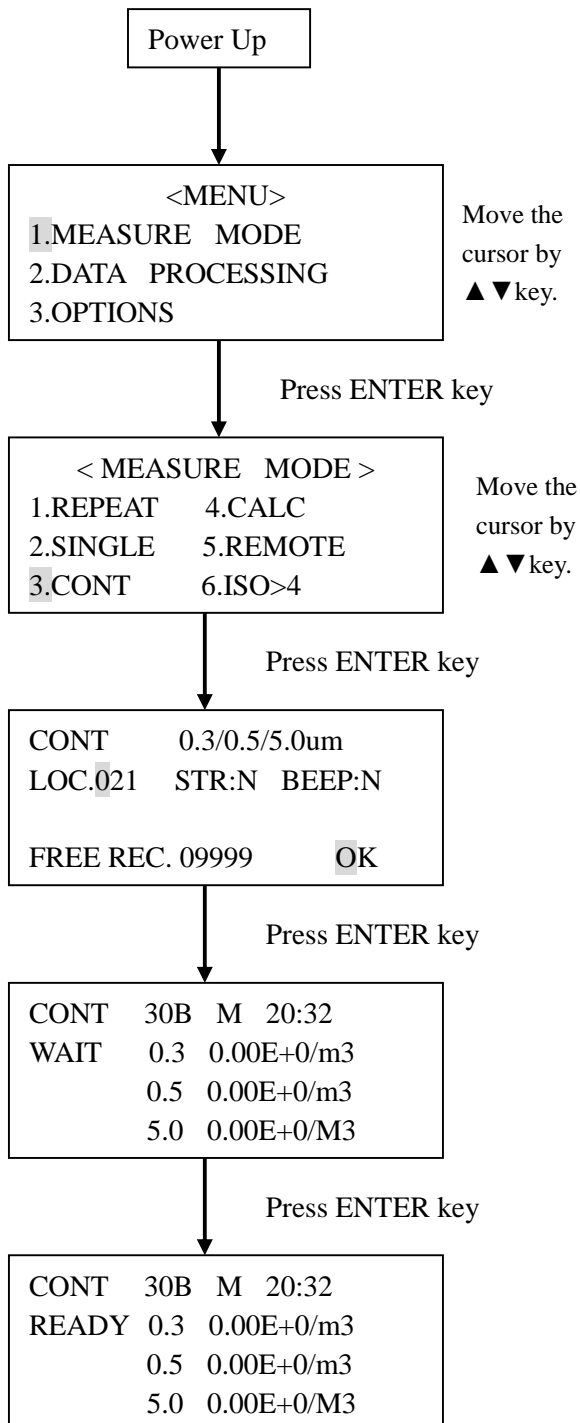 Power Up
<MENU>
1.MEASURE MODE
2.DATA PROCESSING
3.OPTIONS
Move the
cursor by
▲▼key.
Press ENTER key
< MEASURE MODE >
1.REPEAT 4.CALC
2.SINGLE 5.REMOTE
3.CONT 6.ISO>4
Move the
cursor by
▲▼key.
Press ENTER key
CONT 0.3/0.5/5.0um
LOC.021 STR:N BEEP:N
FREE REC. 09999 OK
Press ENTER key
CONT 30B M 20:32
WAIT 0.3 0.00E+0/m3
0.5 0.00E+0/m3
5.0 0.00E+0/M3
Press ENTER key
CONT 30B M 20:32
READY 0.3 0.00E+0/m3
0.5 0.00E+0/m3
5.0 0.00E+0/M3